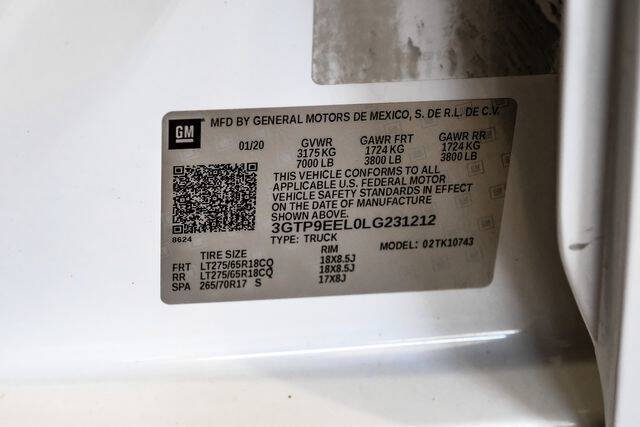 GM
MFD BY GENERAL MOTORS DE MEXICO, S. DE R.L. DE C.V.
01/20
GVWR GAWR FRT GAWR RR
3175 KG 1724 KG 1724 KG
7000 LB 3800 LB 3800 LB
THIS VEHICLE CONFORMS TO ALL
APPLICABLE U.S. FEDERAL MOTOR
VEHICLE SAFETY STANDARDS IN EFFECT
ON THE DATE OF MANUFACTURE
SHOWN ABOVE.
3GTP9EEL0LG231212
8624
TYPE: TRUCK MODEL: 02TK10743
TIRE SIZE RIM
FRT LT275/65R18CQ 18X8.5J
RR LT275/65R18CQ 18X8.5J
SPA 265/70R17 S 17X8J